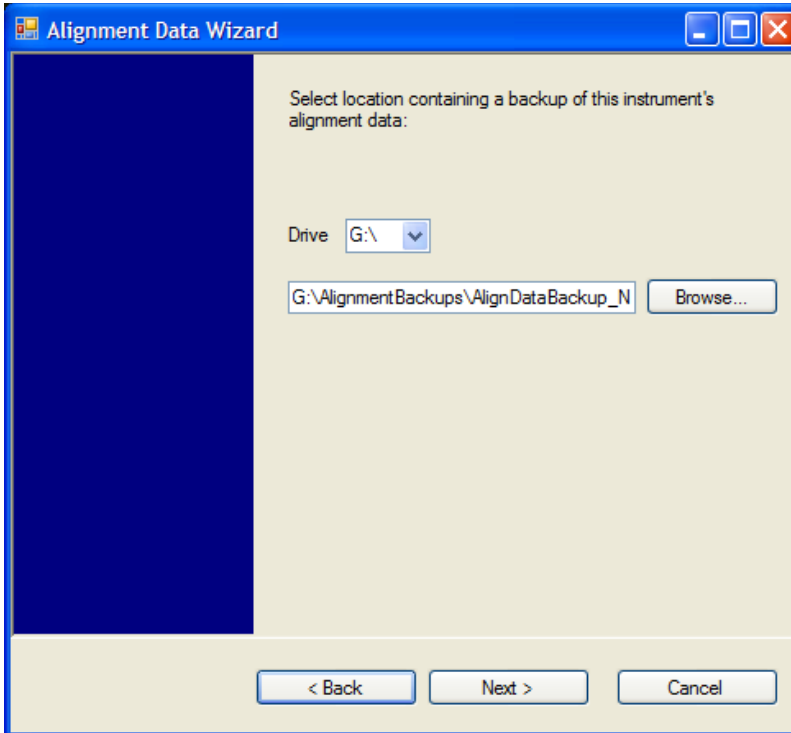 Alignment Data Wizard
Select location containing a backup of this instrument's
alignment data:
Drive G:\
G:\AlignmentBackups\AlignDataBackup_N Browse...
< Back Next > Cancel